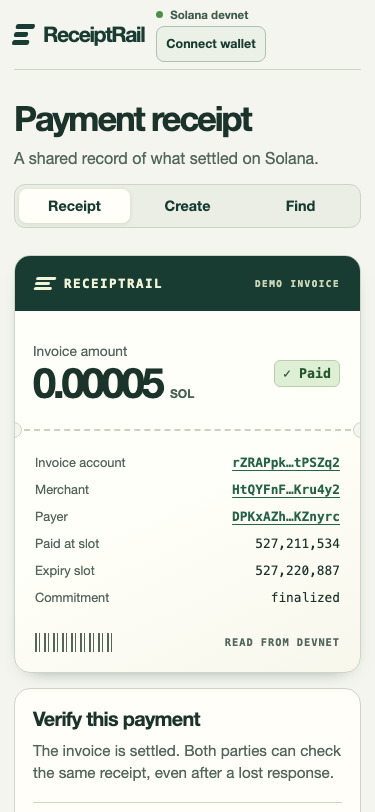 Solana devnet
ReceiptRail
Connect wallet
Payment receipt
A shared record of what settled on Solana.
Receipt Create Find
RECEIPTRAIL DEMO INVOICE
Invoice amount
0.00005 SOL
✓ Paid
Invoice account rZRAPpk…tPSZq2
Merchant HtQYFnF…Kru4y2
Payer DPKxAZh…KZnyrc
Paid at slot 527,211,534
Expiry slot 527,220,887
Commitment finalized
READ FROM DEVNET
Verify this payment
The invoice is settled. Both parties can check
the same receipt, even after a lost response.